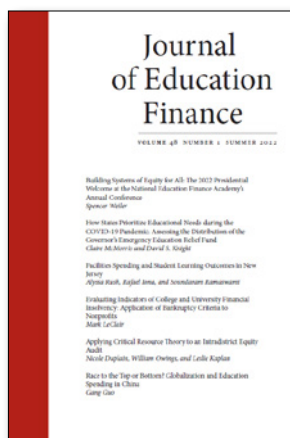 Journal
of Education
Finance
VOLUME 48 NUMBER 1 SUMMER 2022
Building Systems of Equity for All: The 2022 Presidential
Welcome at the National Education Finance Academy's
Annual Conference
Spencer Weiler
How States Prioritize Educational Needs during the
COVID-19 Pandemic: Assessing the Distribution of the
Governor's Emergency Education Relief Fund
Claire McMorris and David S. Knight
Facilities Spending and Student Learning Outcomes in New
Jersey
Alyssa Rash, Rafael and Soundaram Ramaswami
Evaluating Indicators of College and University Financial
Insolvency: Application of Bankruptcy Criteria to
Nonprofits
Mark LeClair
Applying Critical Resource Theory to an Intradistrict Equity
Audit
Nicole Duplain, William Owings, and Leslie Kaplan
Race to the Top or Bottom? Globalization and Education
Spending in China
Gang Guo